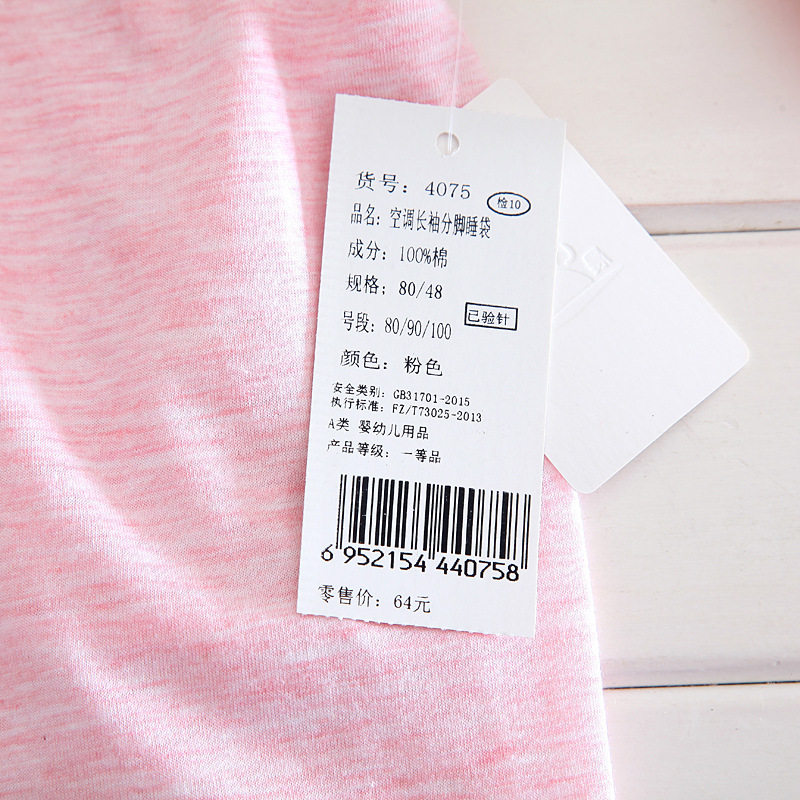 货号：4075 检10
品名：空调长袖分脚睡袋
成分：100%棉
规格；80/48
已验针
号段：80/90/100
颜色：粉色
安全类别：GB31701-2015
执行标准：FZ/T73025-2013
A类 婴幼儿用品
产品等级：一等品
6 952154 440758
零售价：64元